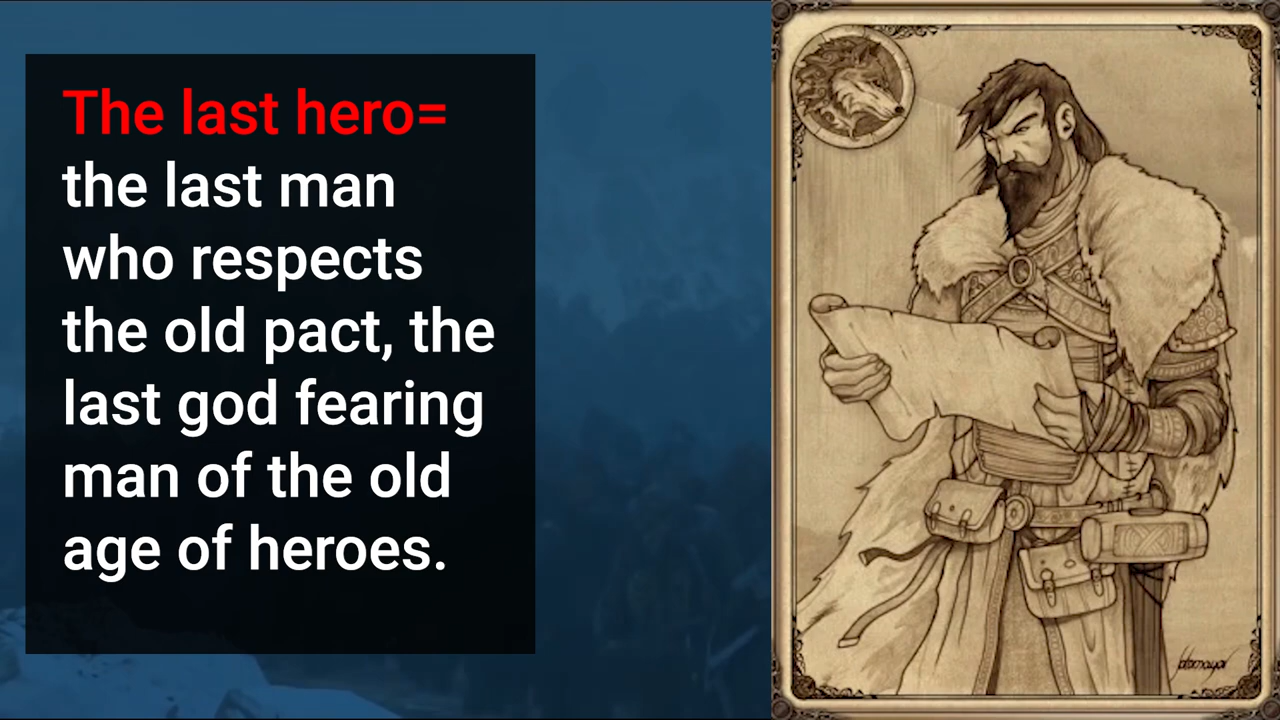 The last hero=
the last man
who respects
the old pact, the
last god fearing
man of the old
age of heroes.